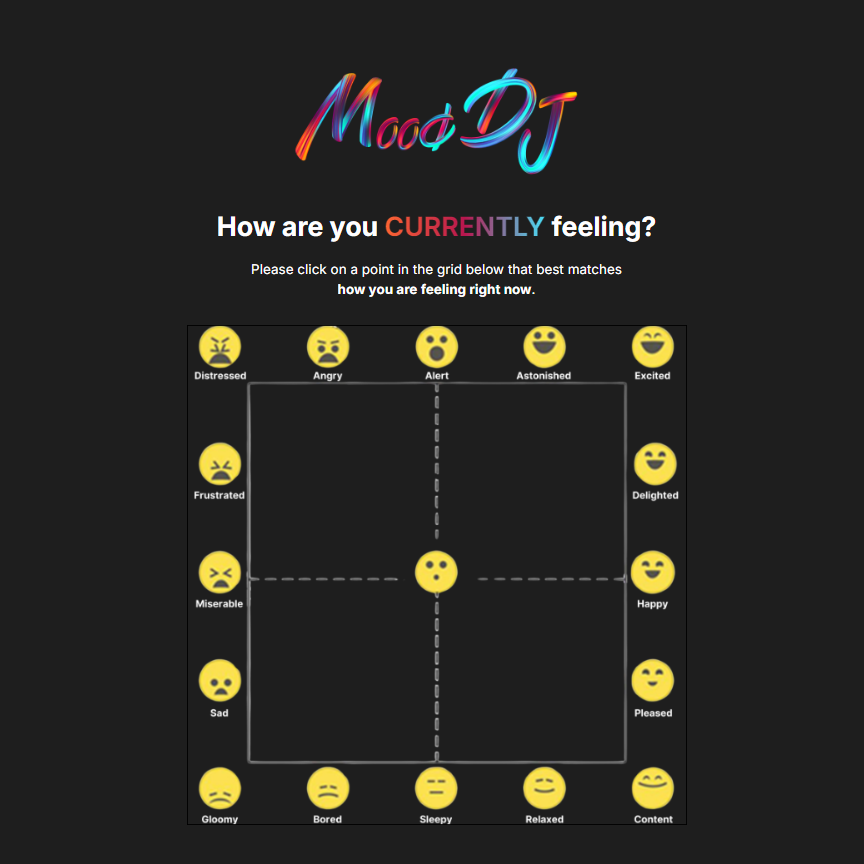 Mood DJ
How are you CURRENTLY feeling?
Please click on a point in the grid below that best matches
how you are feeling right now.
Distressed Angry Alert Astonished Excited
Frustrated Delighted
Miserable Happy
Sad Pleased
Gloomy Bored Sleepy Relaxed Content